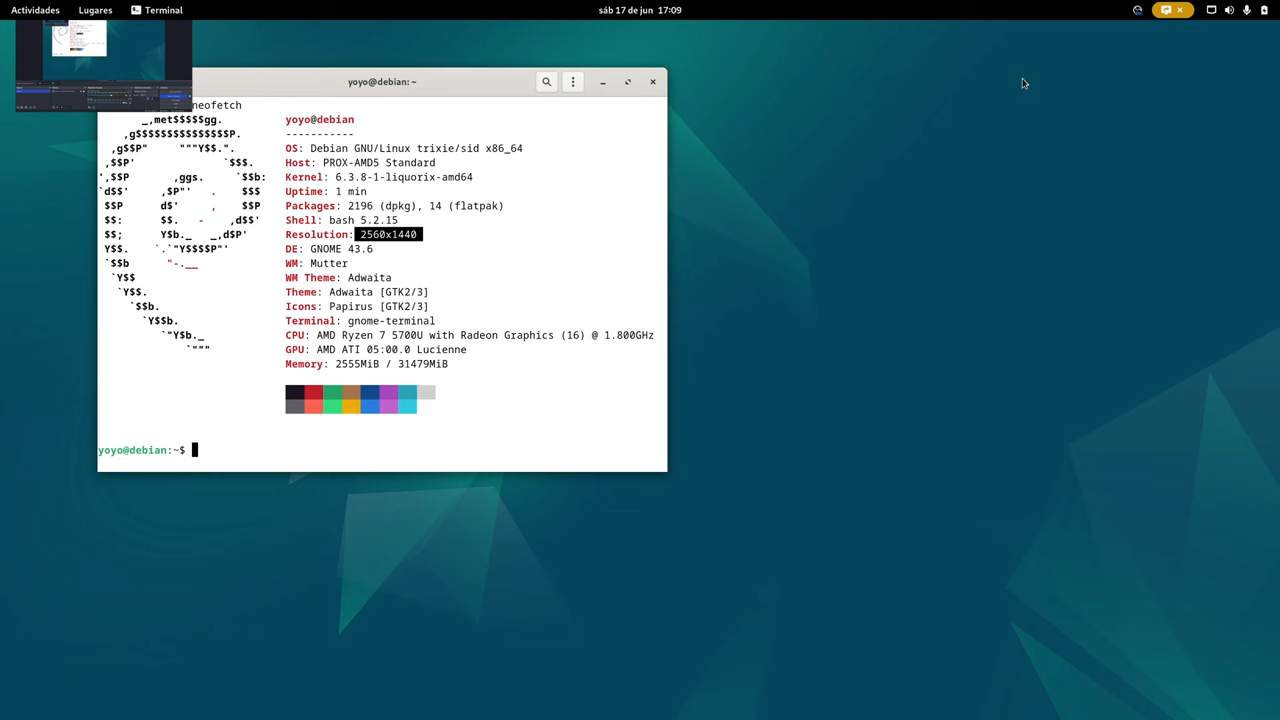 Actividades Lugares Terminal sáb 17 de jun 17:09
yoyo@debian: ~
neofetch
_,met$$$$$gg.
,g$$$$$$$$$$$$$$$P.
,g$$P" """Y$$.".
,$$P' `$$$.
',$$P ,ggs. `$$b:
`d$$' ,$P"' . $$$
$$P d$' , $$P
$$: $$. - ,d$$'
$$; Y$b._ _,d$P'
Y$$. `.`"Y$$$$P"'
`$$b "-.__
`Y$$
`Y$$.
`$$b.
`Y$$b.
`"Y$b._
`"""
yoyo@debian
-----------
OS: Debian GNU/Linux trixie/sid x86_64
Host: PROX-AMD5 Standard
Kernel: 6.3.8-1-liquorix-amd64
Uptime: 1 min
Packages: 2196 (dpkg), 14 (flatpak)
Shell: bash 5.2.15
Resolution: 2560x1440
DE: GNOME 43.6
WM: Mutter
WM Theme: Adwaita
Theme: Adwaita [GTK2/3]
Icons: Papirus [GTK2/3]
Terminal: gnome-terminal
CPU: AMD Ryzen 7 5700U with Radeon Graphics (16) @ 1.800GHz
GPU: AMD ATI 05:00.0 Lucienne
Memory: 2555MiB / 31479MiB
yoyo@debian:~$